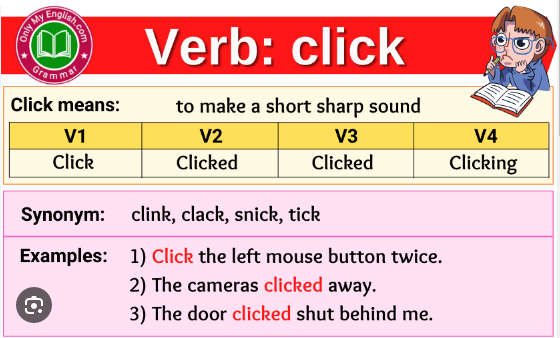 Only My English.com
Grammar
Verb: click
Click means: to make a short sharp sound
V1 V2 V3 V4
Click Clicked Clicked Clicking
Synonym: clink, clack, snick, tick
Examples: 1) Click the left mouse button twice.
2) The cameras clicked away.
3) The door clicked shut behind me.